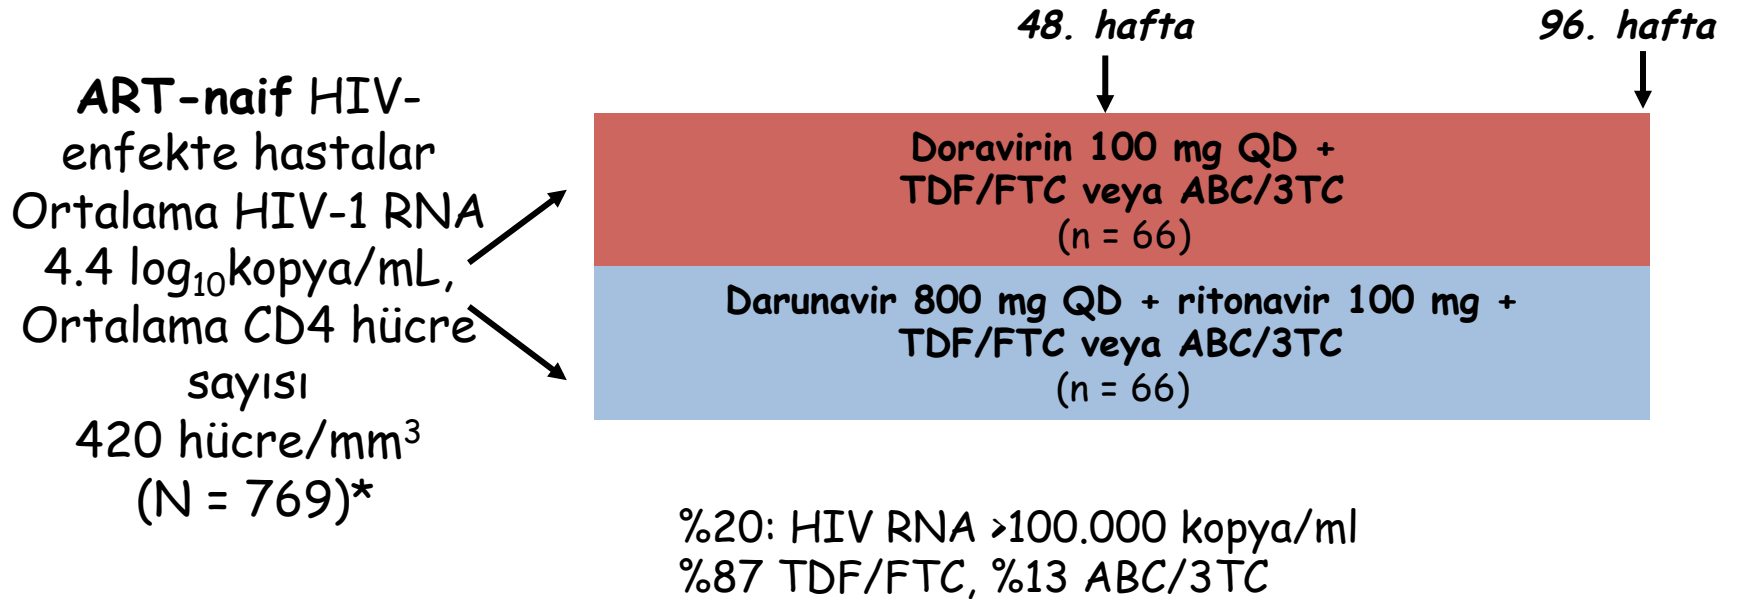 48. hafta
96. hafta
ART-naif HIV-
enfekte hastalar
Ortalama HIV-1 RNA
4.4 log₁₀kopya/mL,
Ortalama CD4 hücre
sayısı
420 hücre/mm³
(N = 769)*
Doravirin 100 mg QD +
TDF/FTC veya ABC/3TC
(n = 66)
Darunavir 800 mg QD + ritonavir 100 mg +
TDF/FTC veya ABC/3TC
(n = 66)
%20: HIV RNA >100.000 kopya/ml
%87 TDF/FTC, %13 ABC/3TC